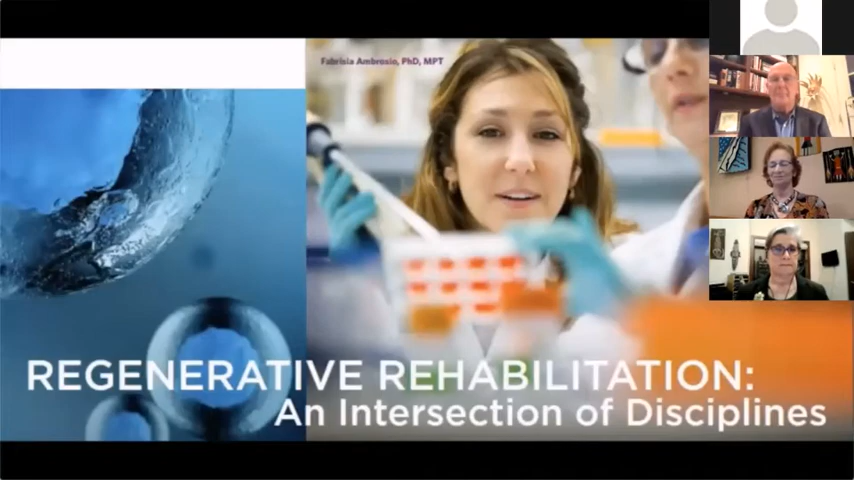 Fabrisia Ambrosio, PhD, MPT
REGENERATIVE REHABILITATION:
An Intersection of Disciplines